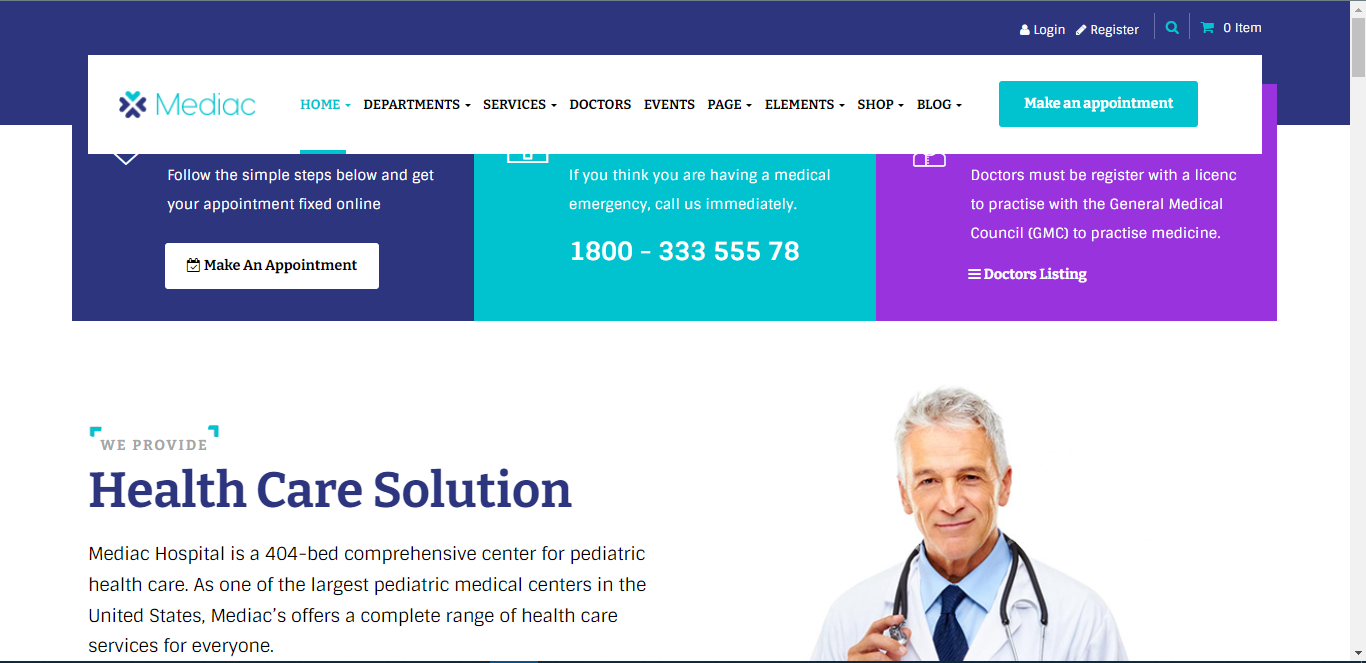 Login Register 0 Item
Mediac HOME DEPARTMENTS SERVICES DOCTORS EVENTS PAGE ELEMENTS SHOP BLOG Make an appointment
Follow the simple steps below and get
your appointment fixed online
Make An Appointment
If you think you are having a medical
emergency, call us immediately.
1800 - 333 555 78
Doctors must be register with a licenc
to practise with the General Medical
Council (GMC) to practise medicine.
Doctors Listing
WE PROVIDE
Health Care Solution
Mediac Hospital is a 404-bed comprehensive center for pediatric
health care. As one of the largest pediatric medical centers in the
United States, Mediac’s offers a complete range of health care
services for everyone.